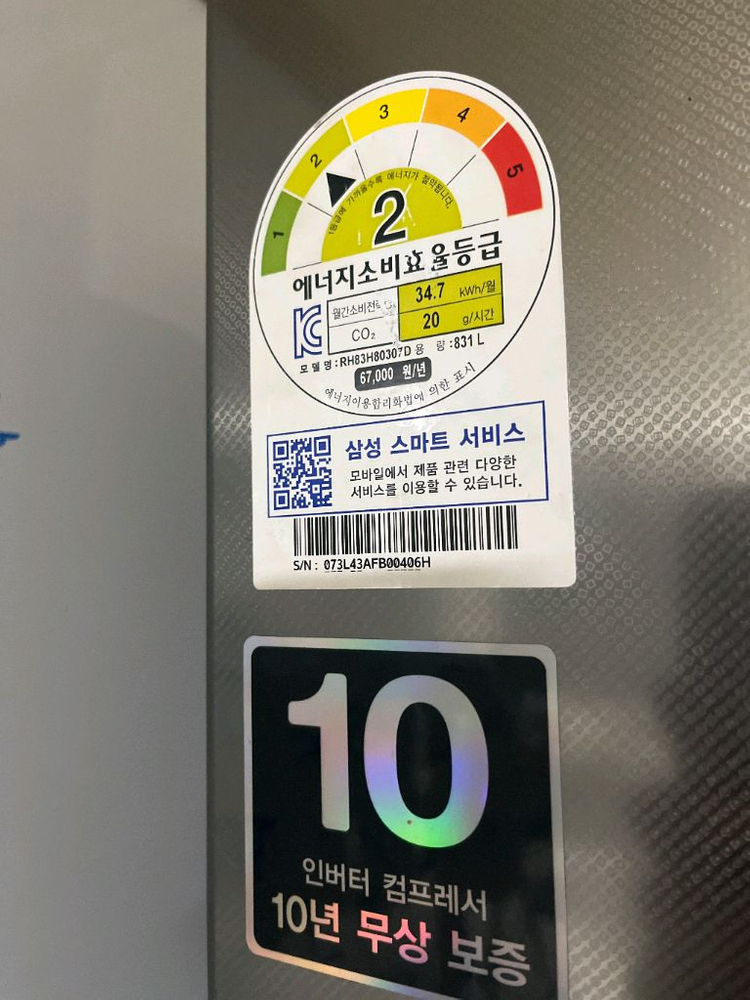 1 2 3 4 5
1등급에 가까울수록 에너지가 절약됩니다.
2
에너지소비효율등급
월간소비전력 34.7 kWh/월
CO₂ 20 g/시간
모델명:RH83H80307D 용 량:831 L
67,000 원/년
에너지이용합리화법에 의한 표시
삼성 스마트 서비스
모바일에서 제품 관련 다양한
서비스를 이용할 수 있습니다.
S/N : 073L43AFB00406H
10
인버터 컴프레서
10년 무상 보증